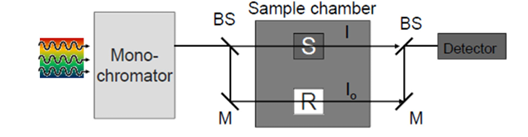 Sample chamber
BS
BS
Mono-
chromator
S
I
Detector
R
Io
M
M